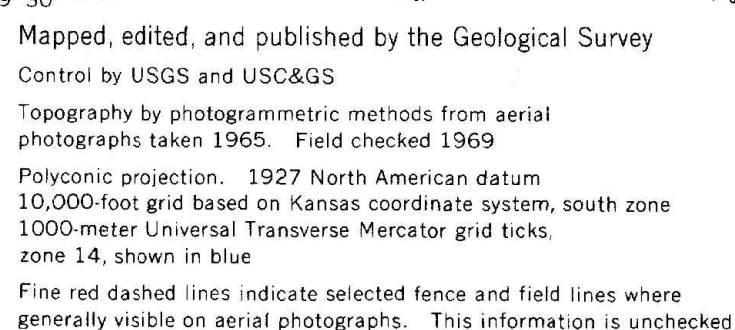 9°30'
Mapped, edited, and published by the Geological Survey
Control by USGS and USC&GS
Topography by photogrammetric methods from aerial
photographs taken 1965. Field checked 1969
Polyconic projection. 1927 North American datum
10,000-foot grid based on Kansas coordinate system, south zone
1000-meter Universal Transverse Mercator grid ticks,
zone 14, shown in blue
Fine red dashed lines indicate selected fence and field lines where
generally visible on aerial photographs. This information is unchecked